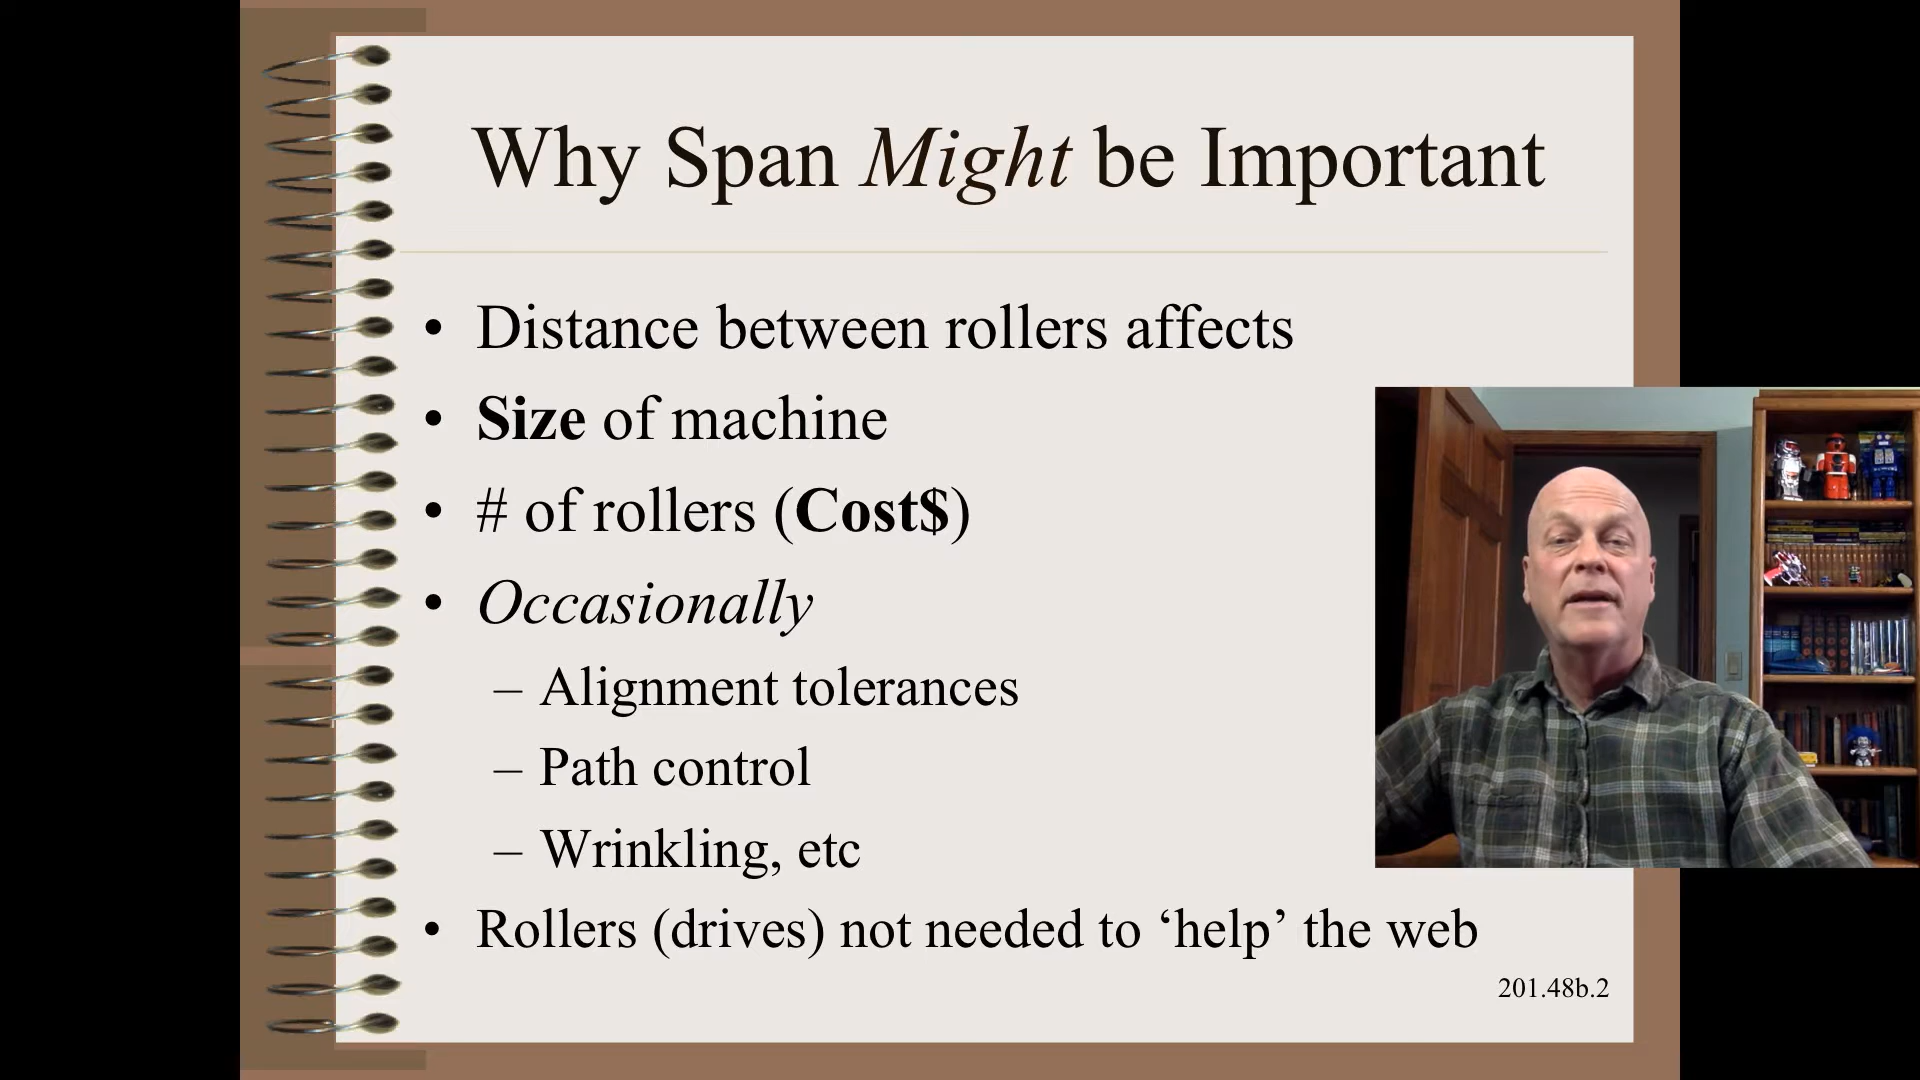 Why Span Might be Important
• Distance between rollers affects
• Size of machine
• # of rollers (Cost$)
• Occasionally
– Alignment tolerances
– Path control
– Wrinkling, etc
• Rollers (drives) not needed to ‘help’ the web
201.48b.2